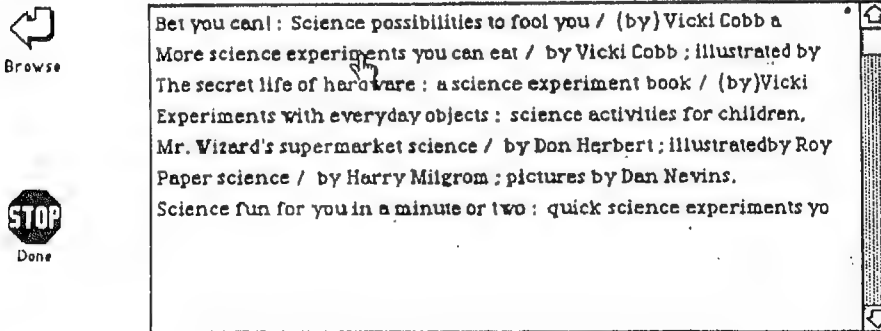 Bet you can! : Science possibilities to fool you / (by) Vicki Cobb a
More science experiments you can eat / by Vicki Cobb ; illustrated by
The secret life of hardware : a science experiment book / (by)Vicki
Experiments with everyday objects : science activities for children.
Mr. Wizard's supermarket science / by Don Herbert ; illustratedby Roy
Paper science / by Harry Milgrom ; pictures by Dan Nevins.
Science fun for you in a minute or two : quick science experiments yo
Browse
STOP
Done